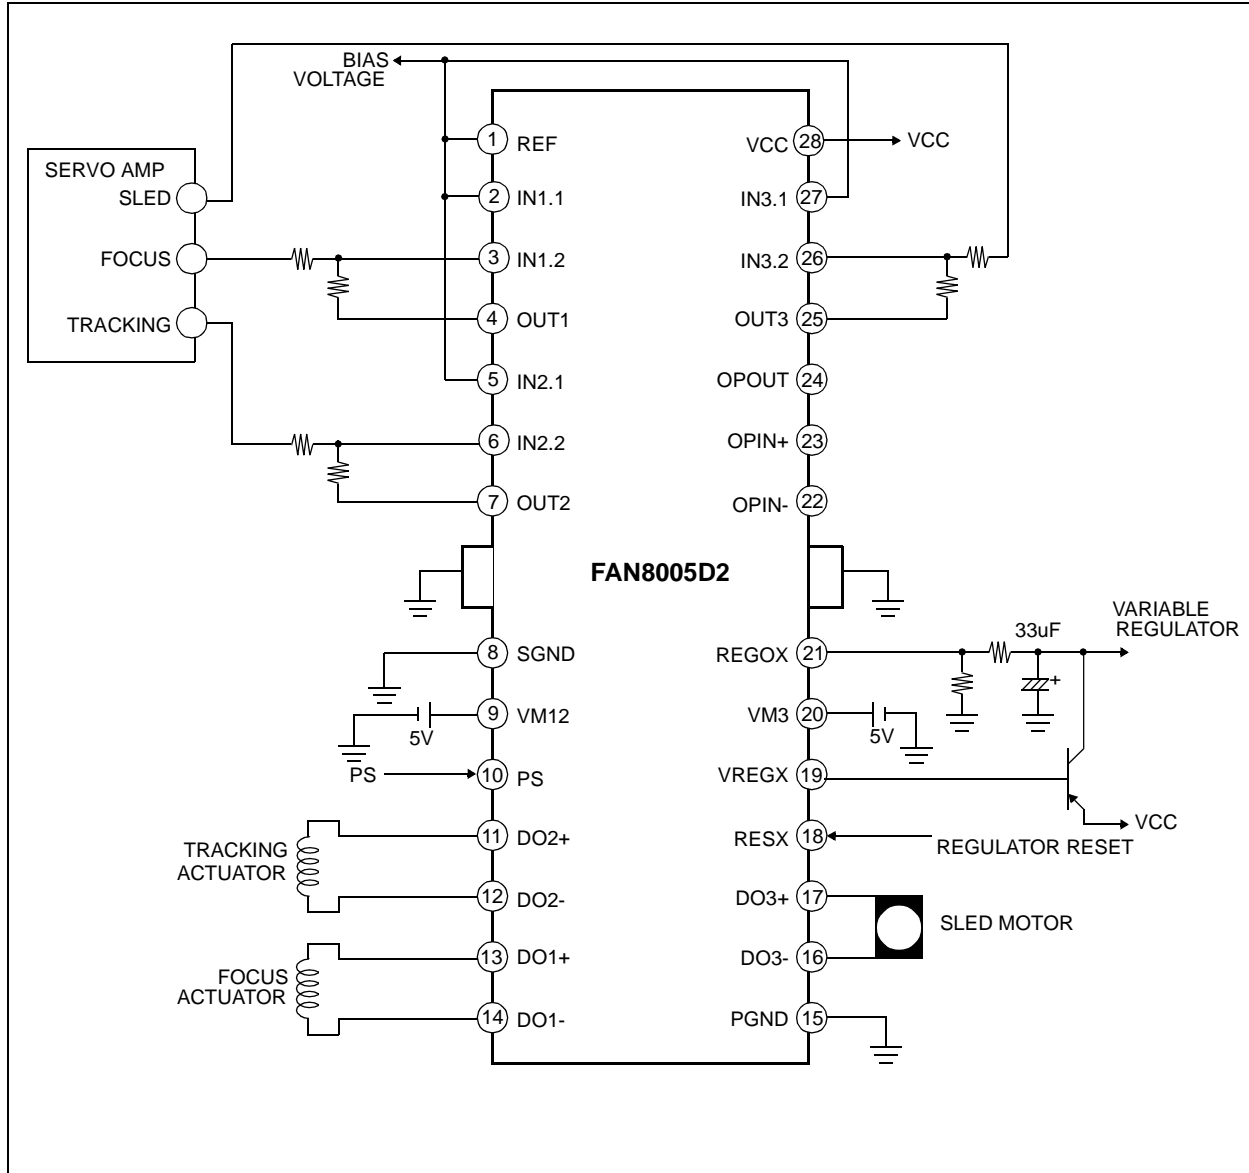 BIAS
VOLTAGE
SERVO AMP
SLED
FOCUS
TRACKING
1 REF
2 IN1.1
3 IN1.2
4 OUT1
5 IN2.1
6 IN2.2
7 OUT2
8 SGND
9 VM12
5V
PS
10 PS
11 DO2+
TRACKING
ACTUATOR
12 DO2-
13 DO1+
FOCUS
ACTUATOR
14 DO1-
FAN8005D2
VCC 28 VCC
IN3.1 27
IN3.2 26
OUT3 25
OPOUT 24
OPIN+ 23
OPIN- 22
REGOX 21
33uF
+
VARIABLE
REGULATOR
VM3 20
5V
VREGX 19
VCC
RESX 18
REGULATOR RESET
DO3+ 17
SLED MOTOR
DO3- 16
PGND 15